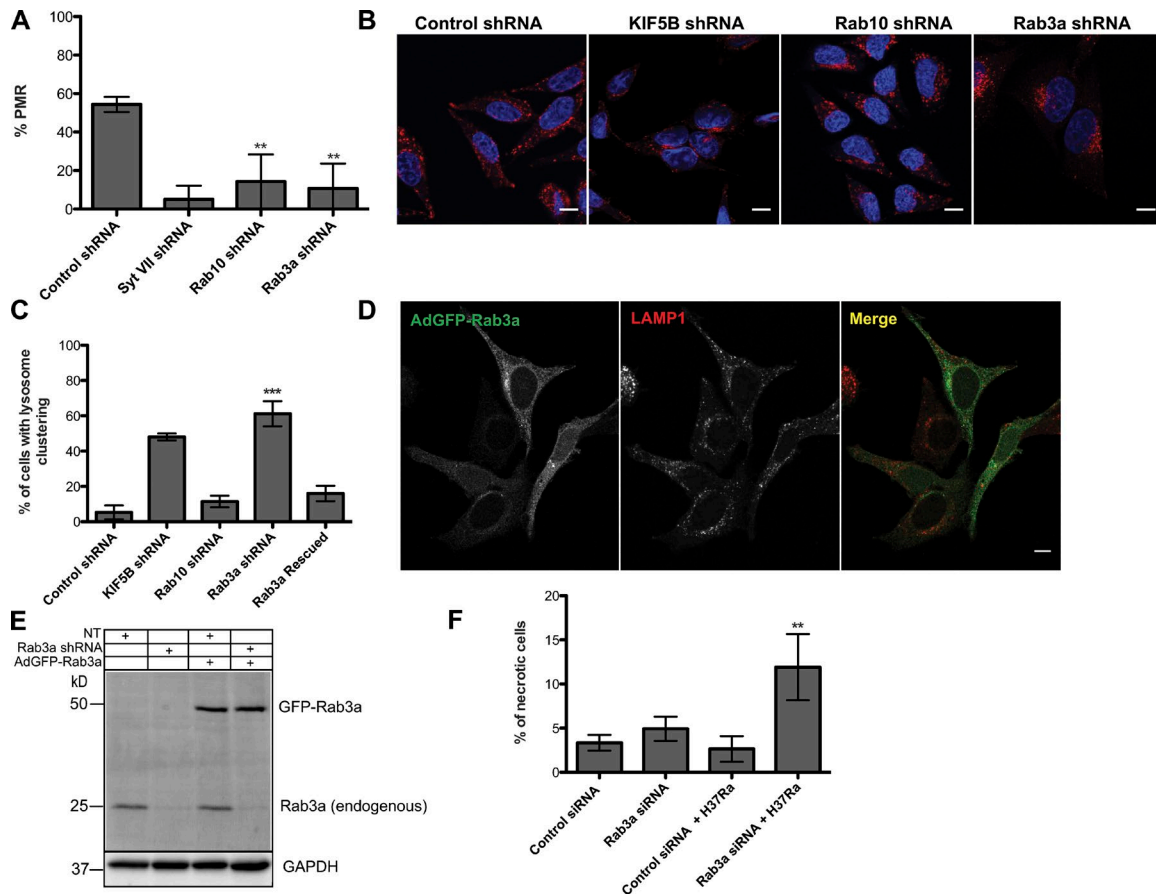 A
% PMR
100
80
60
40
20
0
**
**
Control shRNA
Syt VII shRNA
Rab10 shRNA
Rab3a shRNA
B
Control shRNA
KIF5B shRNA
Rab10 shRNA
Rab3a shRNA
C
% of cells with lysosome
clustering
100
80
60
40
20
0
***
Control shRNA
KIF5B shRNA
Rab10 shRNA
Rab3a shRNA
Rab3a Rescued
D
AdGFP-Rab3a
LAMP1
Merge
E
NT + +
Rab3a shRNA + +
AdGFP-Rab3a + +
kD
50
GFP-Rab3a
25
Rab3a (endogenous)
37
GAPDH
F
% of necrotic cells
20
15
10
5
0
**
Control siRNA
Rab3a siRNA
Control siRNA + H37Ra
Rab3a siRNA + H37Ra